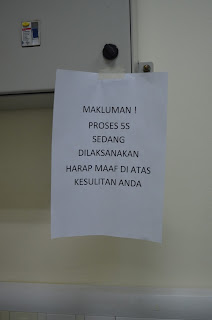 MAKLUMAN !
PROSES 5S
SEDANG
DILAKSANAKAN
HARAP MAAF DI ATAS
KESULITAN ANDA